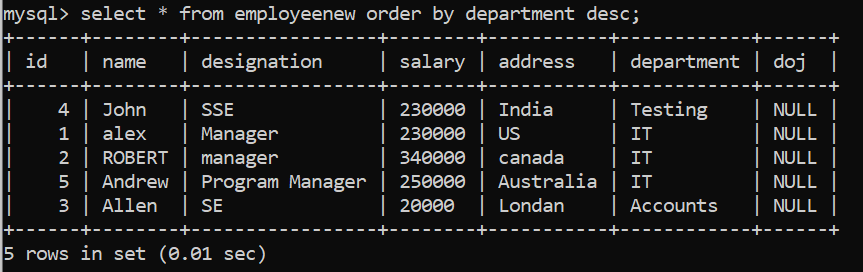 mysql> select * from employeenew order by department desc;
+------+--------+-----------------+--------+-----------+------------+------+
| id   | name   | designation     | salary | address   | department | doj  |
+------+--------+-----------------+--------+-----------+------------+------+
|    4 | John   | SSE             | 230000 | India     | Testing    | NULL |
|    1 | alex   | Manager         | 230000 | US        | IT         | NULL |
|    2 | ROBERT | manager         | 340000 | canada    | IT         | NULL |
|    5 | Andrew | Program Manager | 250000 | Australia | IT         | NULL |
|    3 | Allen  | SE              | 20000  | Londan    | Accounts   | NULL |
+------+--------+-----------------+--------+-----------+------------+------+
5 rows in set (0.01 sec)